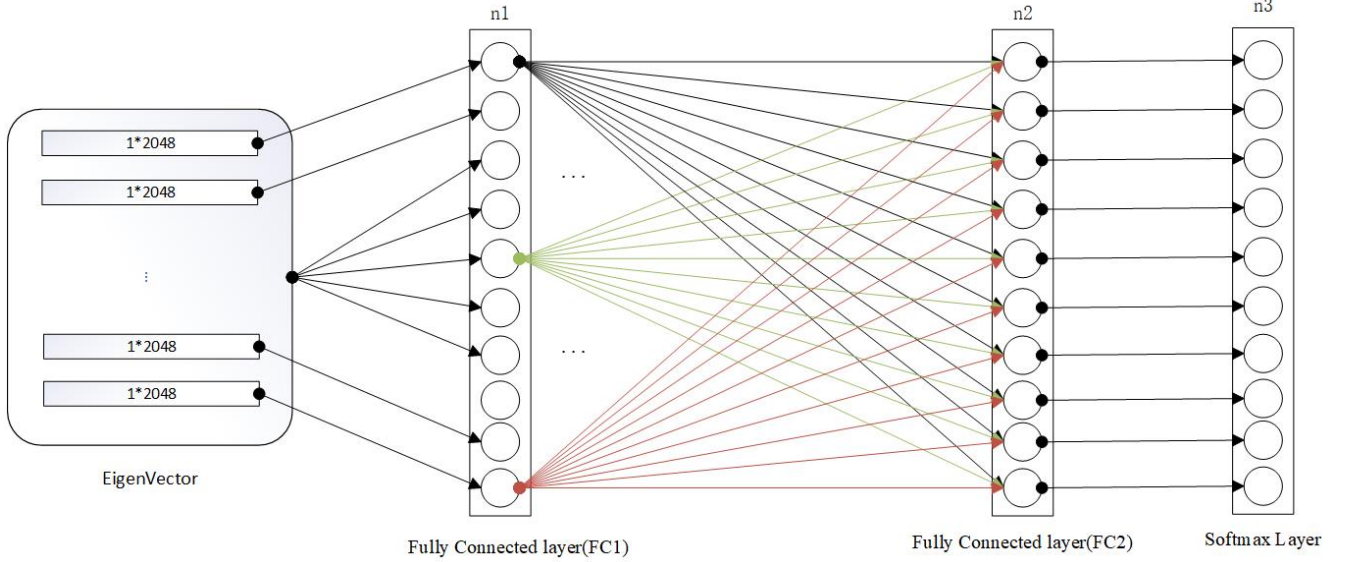 n1
n2
n3
1*2048
1*2048
...
...
1*2048
...
1*2048
EigenVector
Fully Connected layer(FC1)
Fully Connected layer(FC2)
Softmax Layer